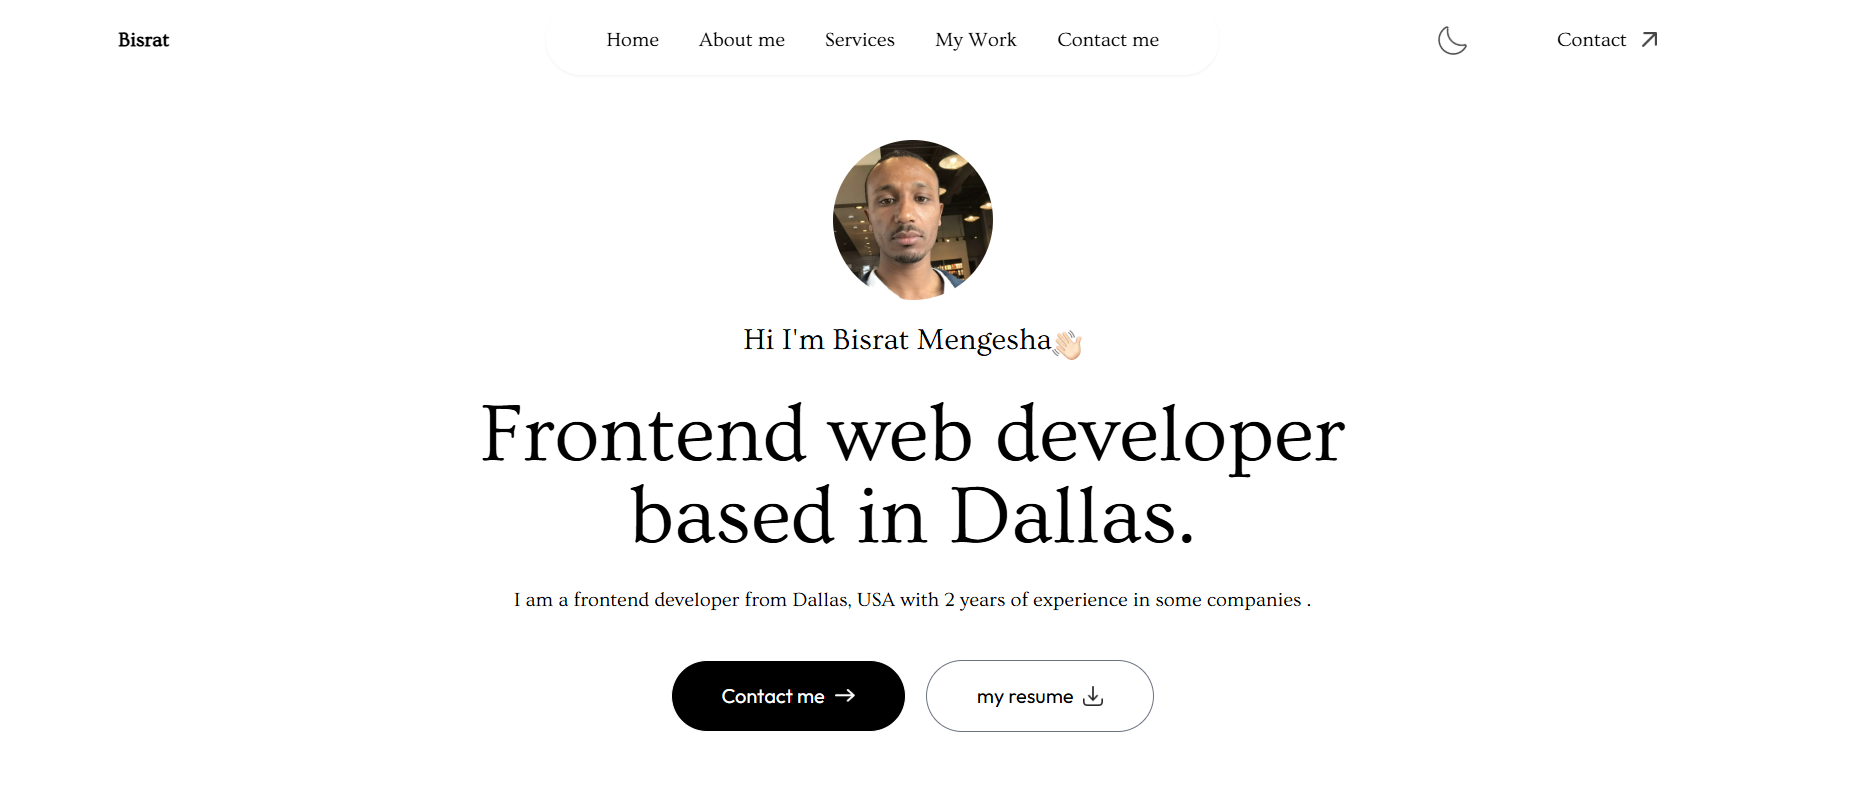 Bisrat
Home About me Services My Work Contact me
Contact
Hi I'm Bisrat Mengesha👋🏻
Frontend web developer
based in Dallas.
I am a frontend developer from Dallas, USA with 2 years of experience in some companies .
Contact me
my resume